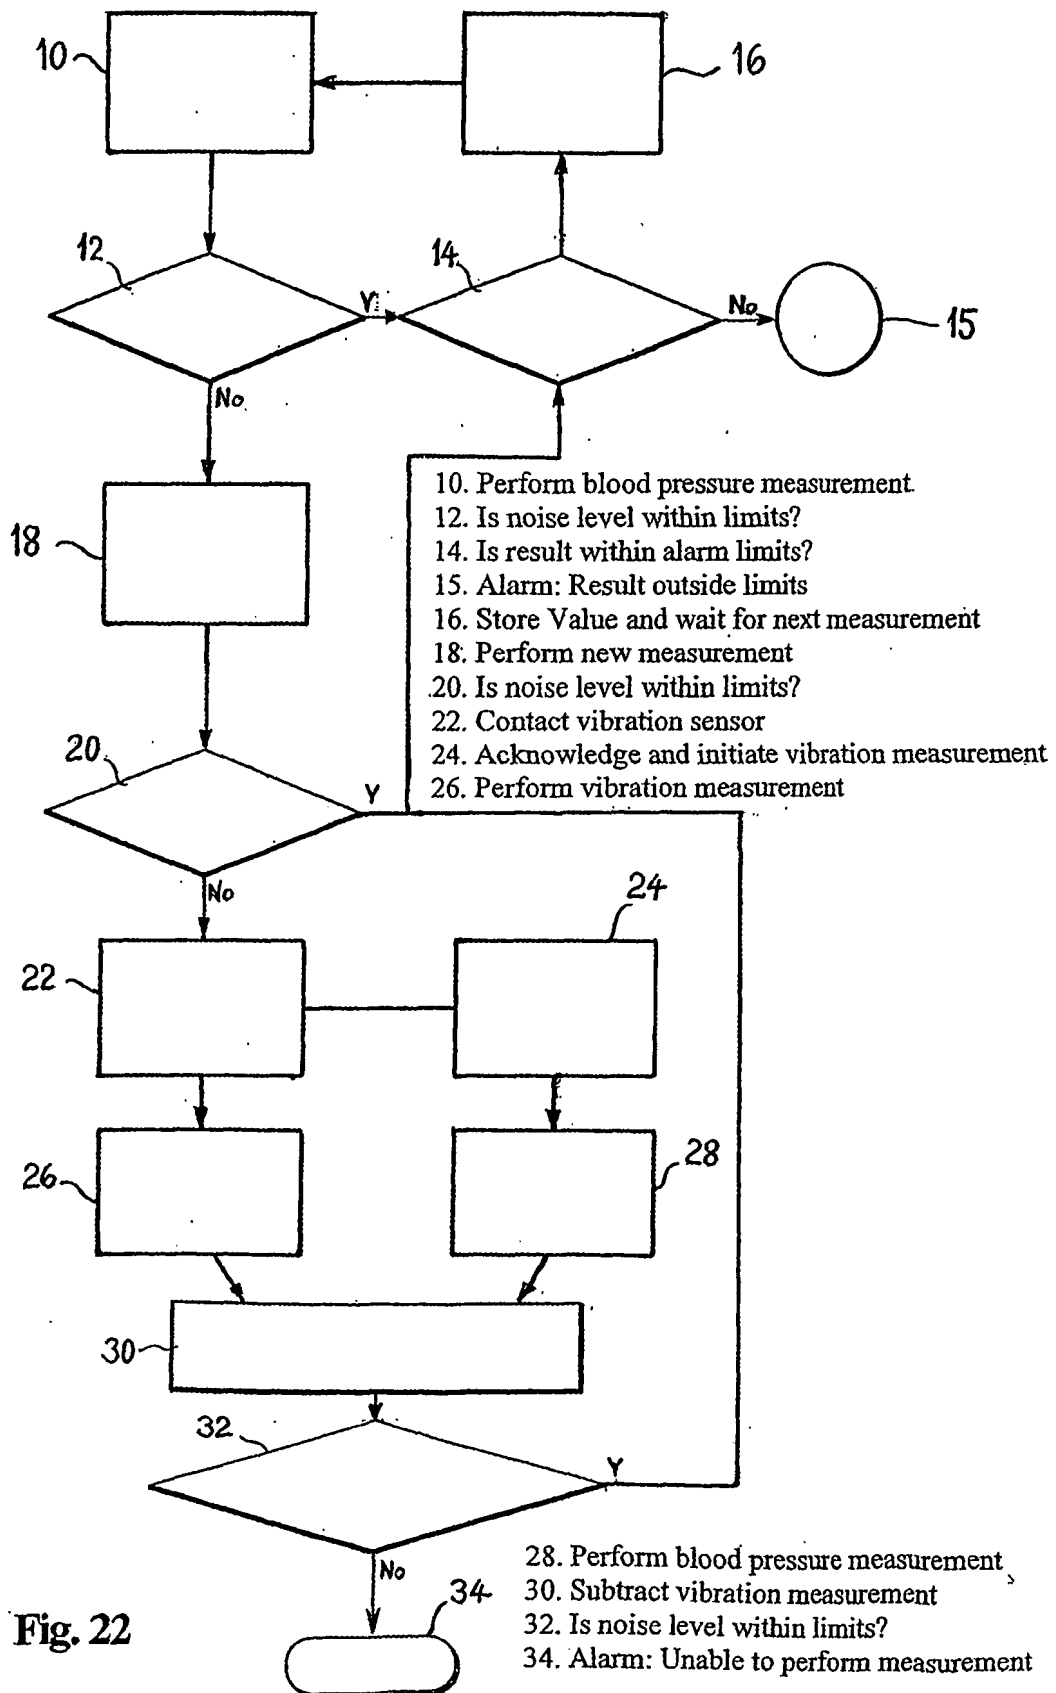 10
16
12
14
Y
No
15
No
10. Perform blood pressure measurement
12. Is noise level within limits?
14. Is result within alarm limits?
15. Alarm: Result outside limits
16. Store Value and wait for next measurement
18. Perform new measurement
20. Is noise level within limits?
22. Contact vibration sensor
24. Acknowledge and initiate vibration measurement
26. Perform vibration measurement
18
20
Y
No
24
22
26
28
30
32
Y
No
28. Perform blood pressure measurement
30. Subtract vibration measurement
32. Is noise level within limits?
34. Alarm: Unable to perform measurement
34
Fig. 22